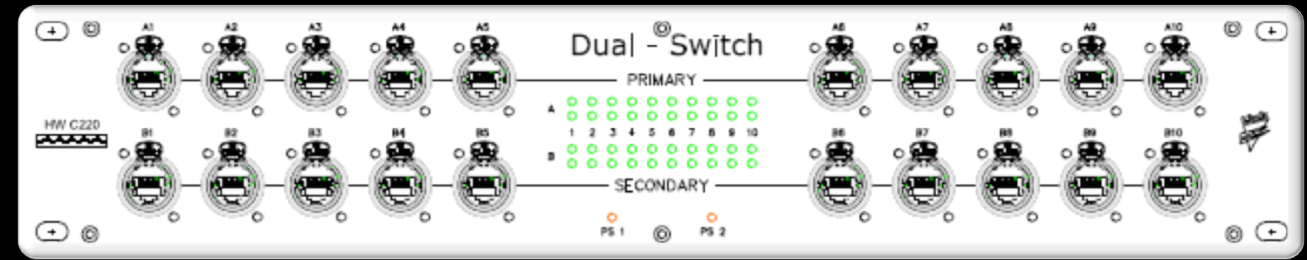 A1 A2 A3 A4 A5 Dual - Switch A6 A7 A8 A9 A10
PRIMARY
A
1 2 3 4 5 6 7 8 9 10
HW C220
B1 B2 B3 B4 B5 B6 B7 B8 B9 B10
B
SECONDARY
PS 1 PS 2